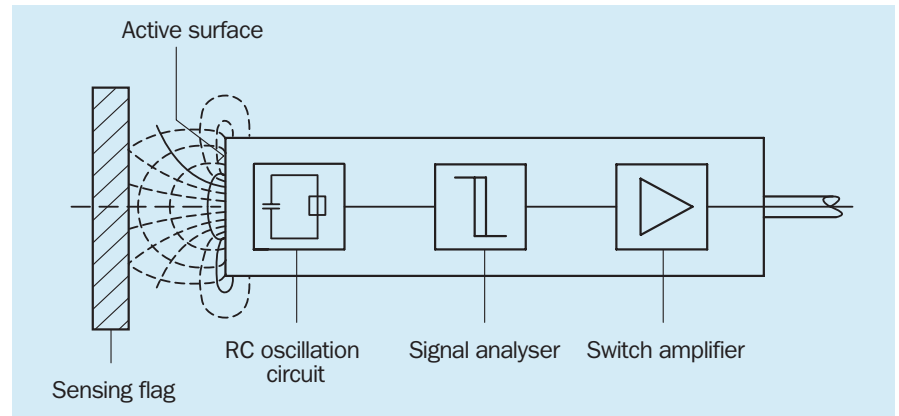 Active surface
RC oscillation
circuit
Signal analyser
Switch amplifier
Sensing flag